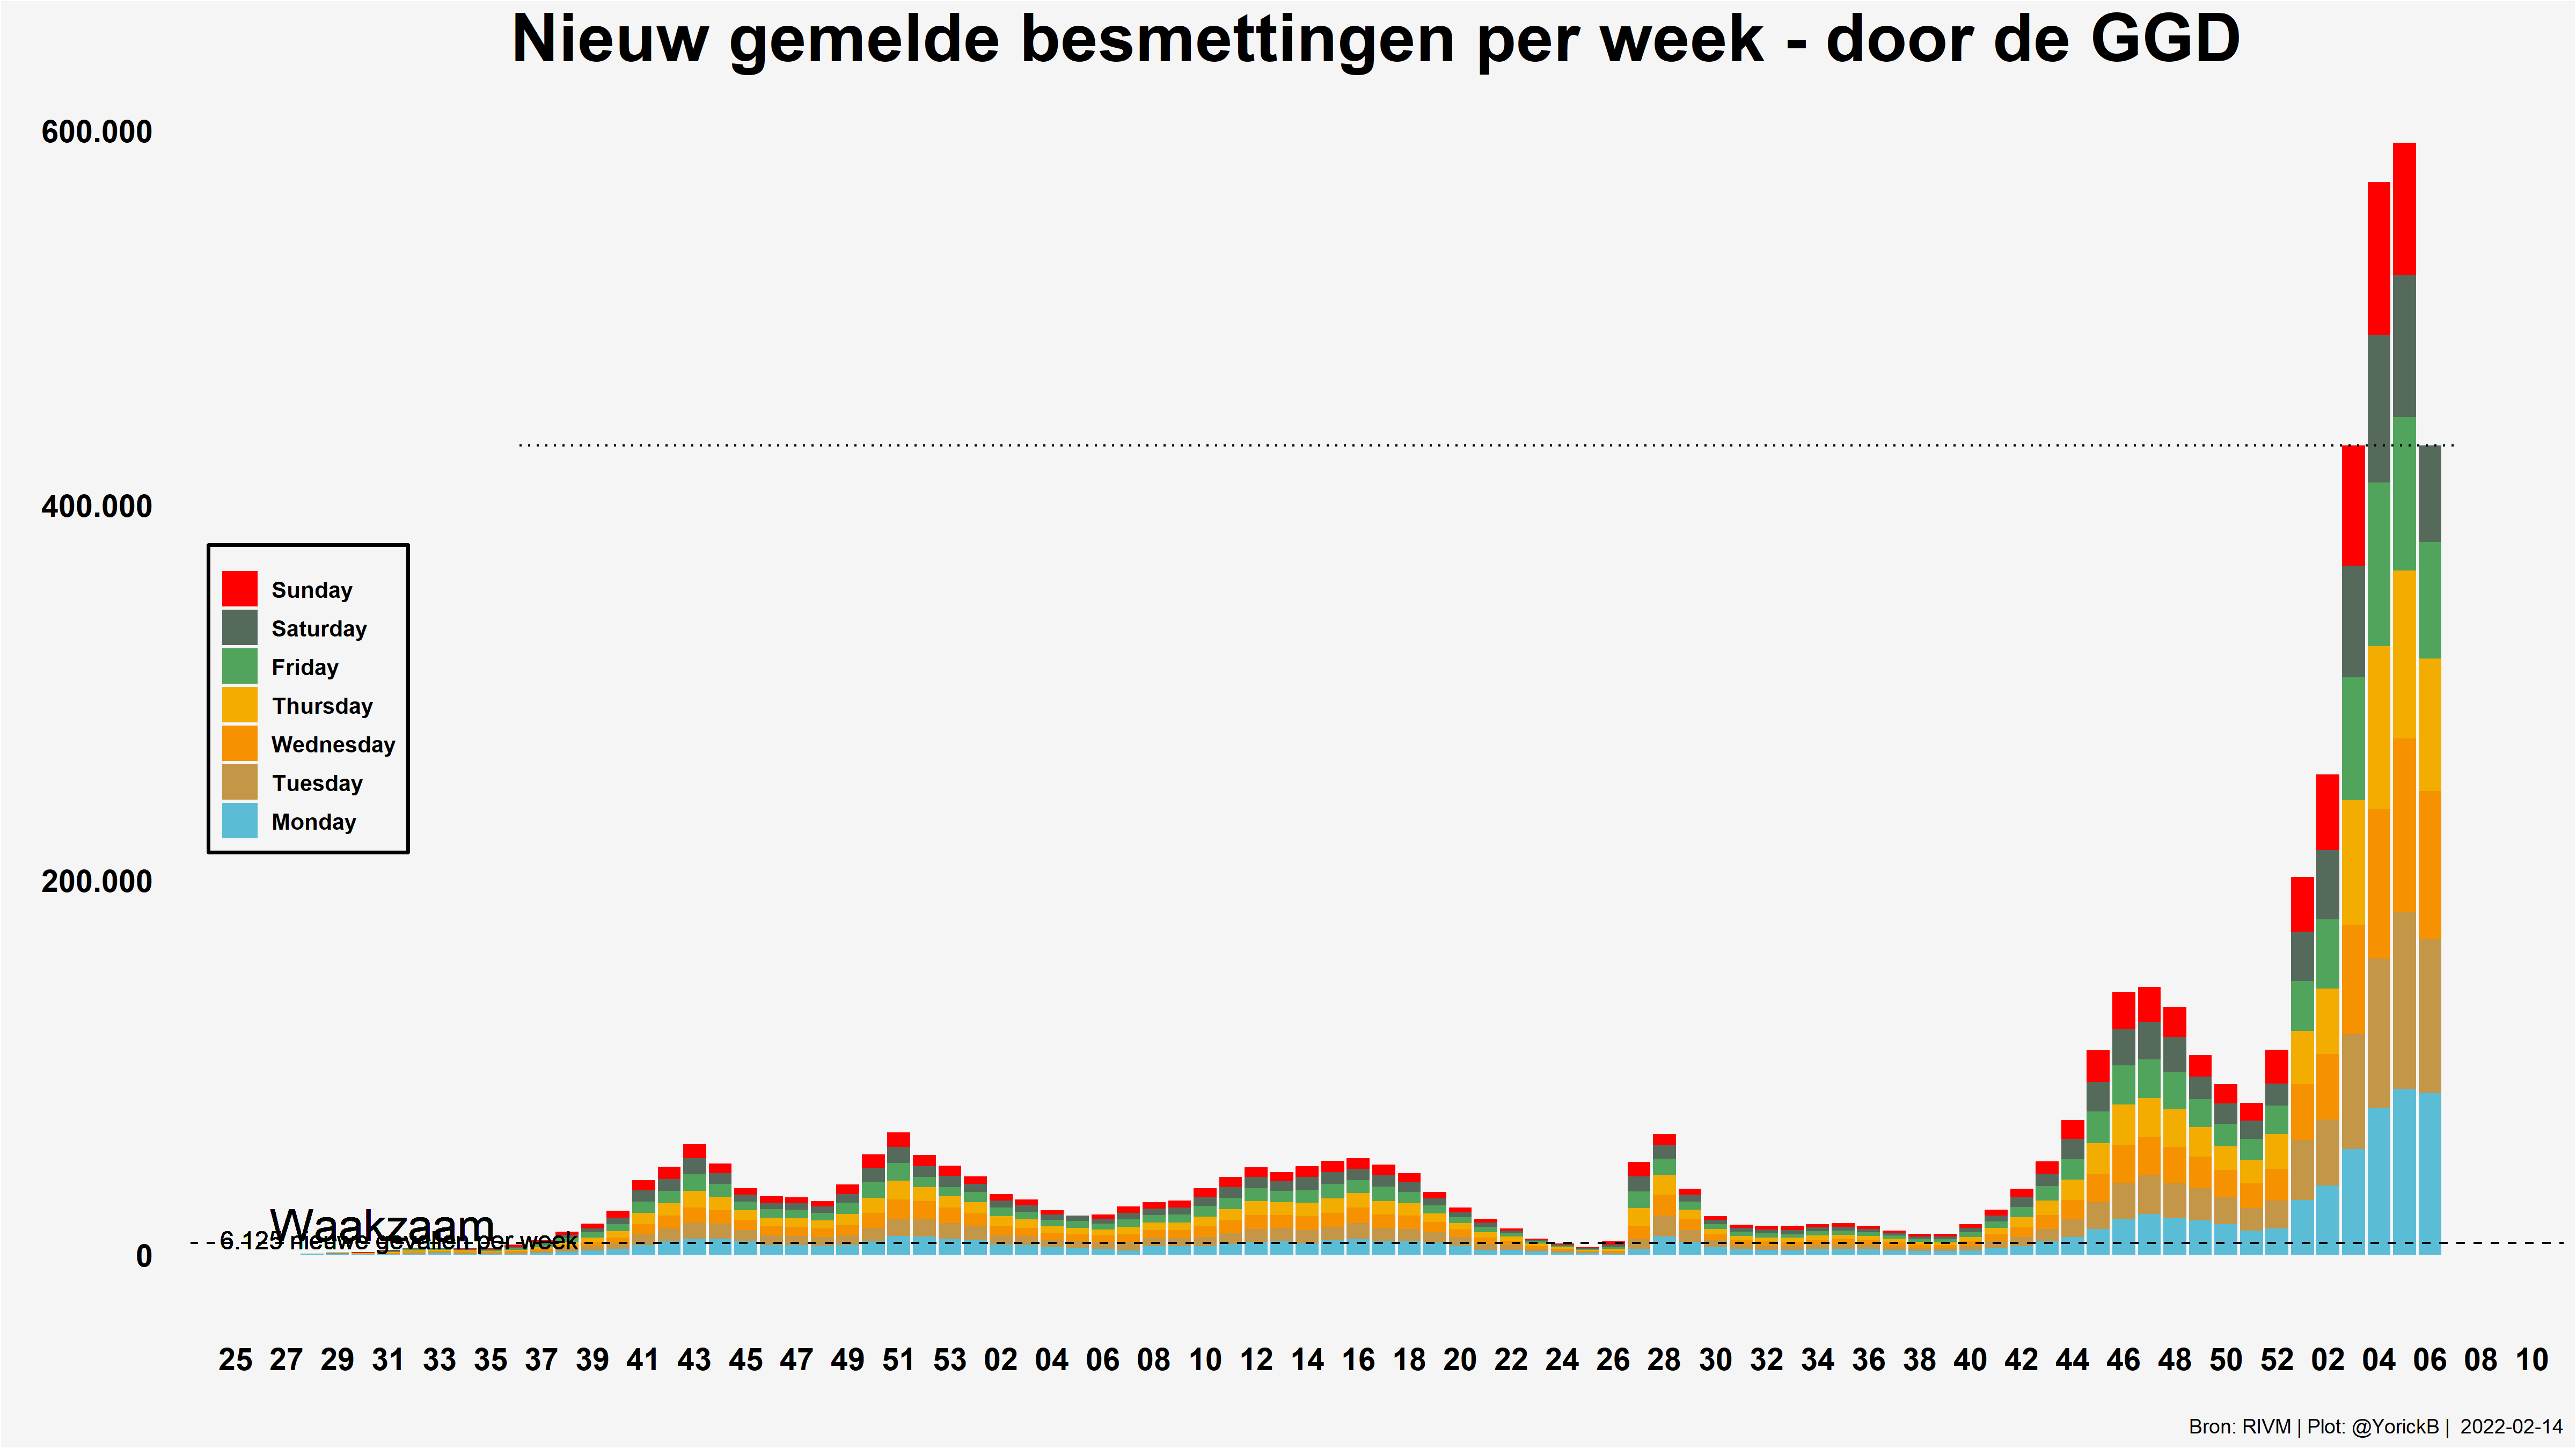 Nieuw gemelde besmettingen per week - door de GGD
600.000
400.000
200.000
0
Sunday
Saturday
Friday
Thursday
Wednesday
Tuesday
Monday
Waakzaam
6.125 nieuwe gevallen per week
25 27 29 31 33 35 37 39 41 43 45 47 49 51 53 02 04 06 08 10 12 14 16 18 20 22 24 26 28 30 32 34 36 38 40 42 44 46 48 50 52 02 04 06 08 10
Bron: RIVM | Plot: @YorickB | 2022-02-14